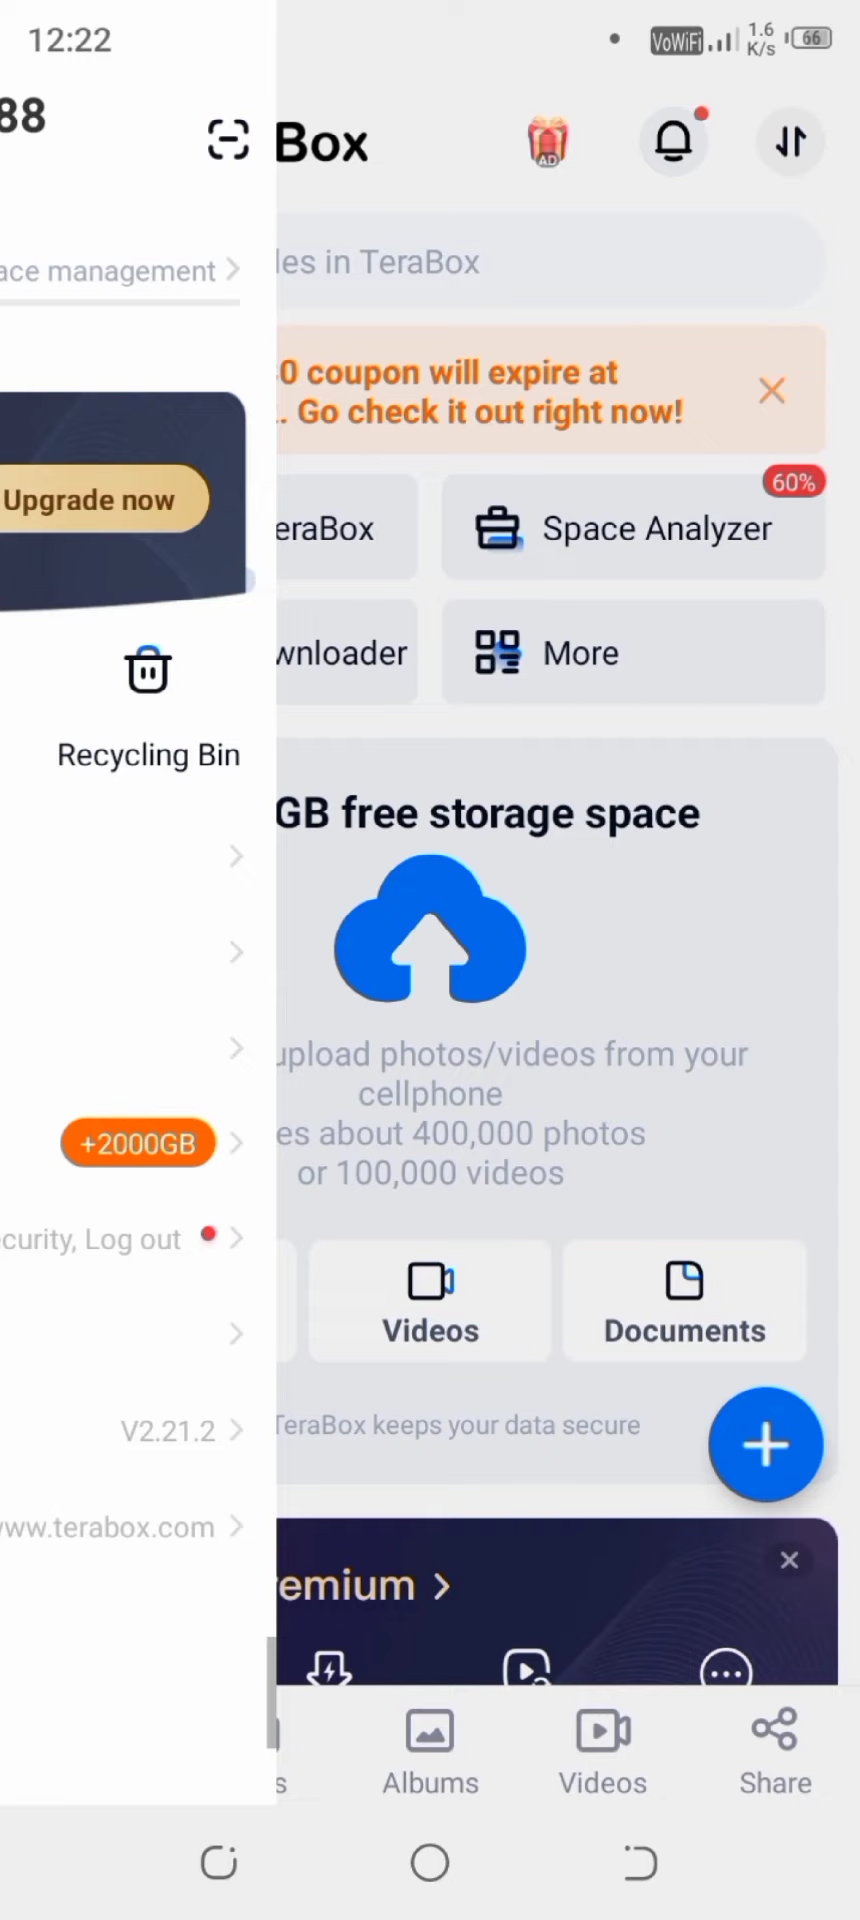 12:22
VoWiFi
1.6
K/s
66
88
Box
AD
ace management
les in TeraBox
0 coupon will expire at
. Go check it out right now!
Upgrade now
eraBox
60%
Space Analyzer
wnloader
More
Recycling Bin
GB free storage space
upload photos/videos from your
cellphone
es about 400,000 photos
or 100,000 videos
+2000GB
curity, Log out
Videos
Documents
V2.21.2
TeraBox keeps your data secure
www.terabox.com
remium
s
Albums
Videos
Share